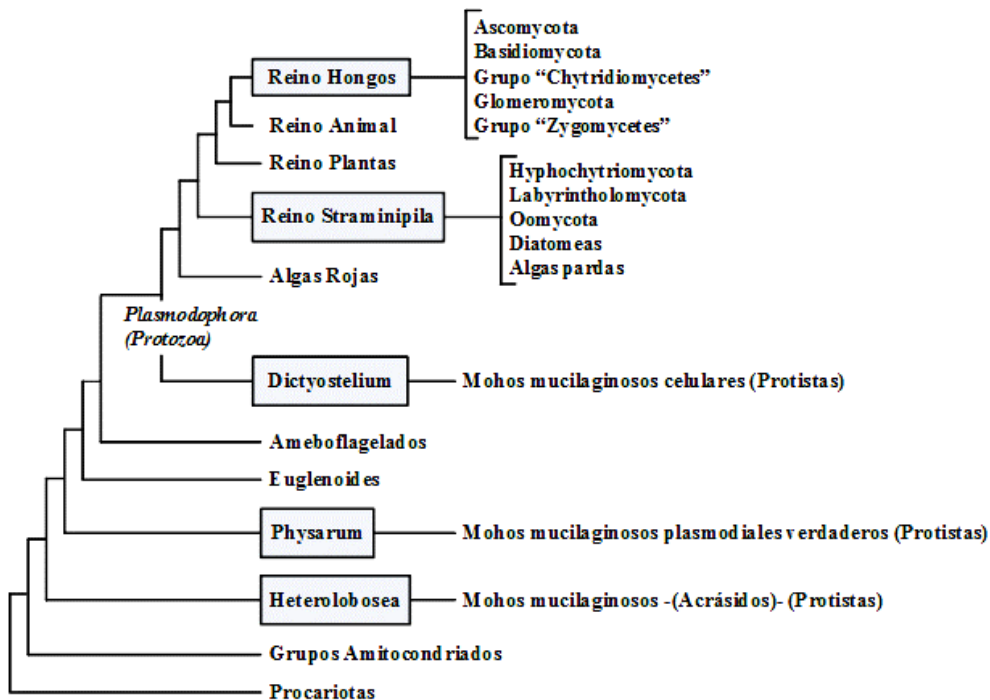 Ascomycota
Basidiomycota
Reino Hongos
Grupo “Chytridiomycetes”
Glomeromycota
Reino Animal
Grupo “Zygomycetes”
Reino Plantas
Hyphochytriomycota
Labyrintholomycota
Reino Straminipila
Oomycota
Diatomeas
Algas pardas
Algas Rojas
Plasmodophora
(Protozoa)
Dictyostelium
Mohos mucilaginosos celulares (Protistas)
Ameboflagelados
Euglenoides
Physarum
Mohos mucilaginosos plasmodiales verdaderos (Protistas)
Heterolobosea
Mohos mucilaginosos -(Acrásidos)- (Protistas)
Grupos Amitocondriados
Procariotas